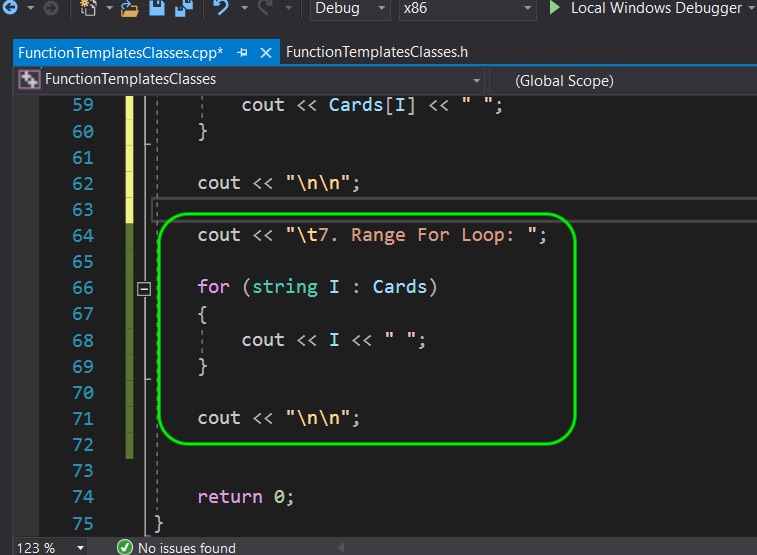 Debug x86 Local Windows Debugger
FunctionTemplatesClasses.cpp* FunctionTemplatesClasses.h
FunctionTemplatesClasses (Global Scope)
59 cout << Cards[I] << " ";
60 }
61
62 cout << "\n\n";
63
64 cout << "\t7. Range For Loop: ";
65
66 for (string I : Cards)
67 {
68 cout << I << " ";
69 }
70
71 cout << "\n\n";
72
73
74 return 0;
75 }
123 % No issues found